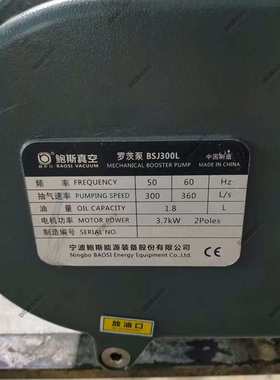 鲍斯真空
BAOSI VACUUM
罗茨泵 BSJ300L
MECHANICAL BOOSTER PUMP
中国制造
MADE IN CHINA
频 率 FREQUENCY 50 60 Hz
抽气速率 PUMPING SPEED 300 360 L/s
油 量 OIL CAPACITY 1.8 L
电机功率 MOTOR POWER 3.7kW 2Poles
制造编号 SERIAL NO.
宁波鲍斯能源装备股份有限公司
Ningbo BAOSI Energy Equipment Co.,Ltd.
放油口